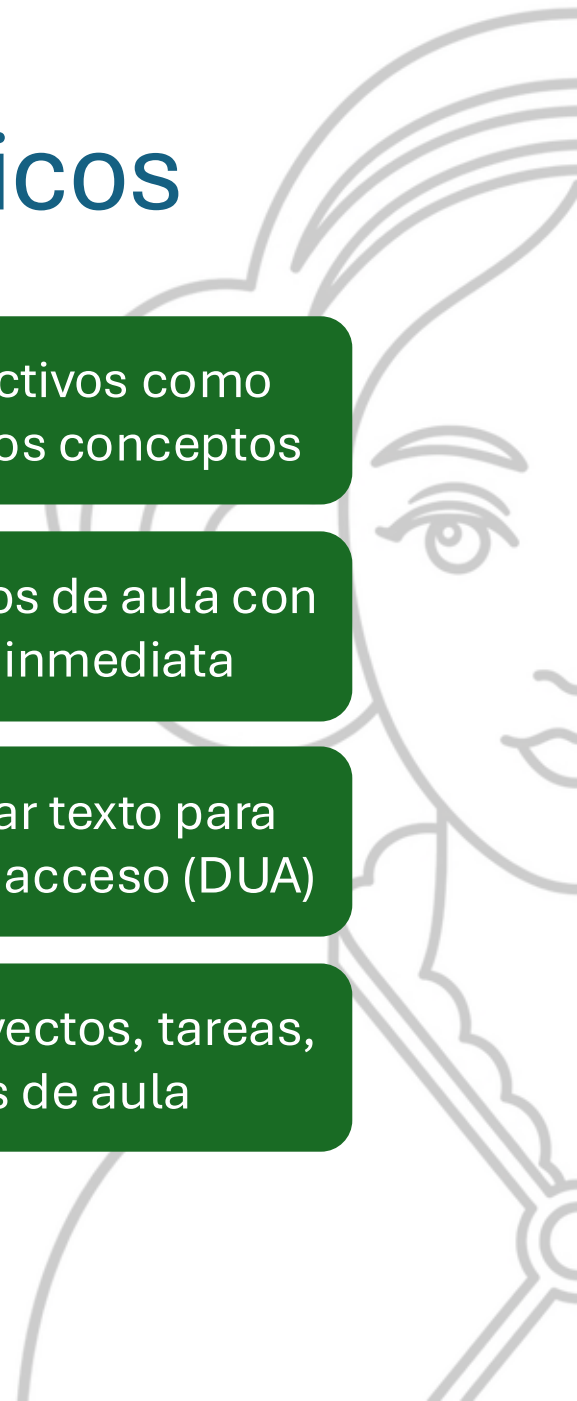 icos
ctivos como
os conceptos
os de aula con
inmediata
ar texto para
acceso (DUA)
yectos, tareas,
s de aula